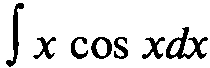 ∫ x cos xdx